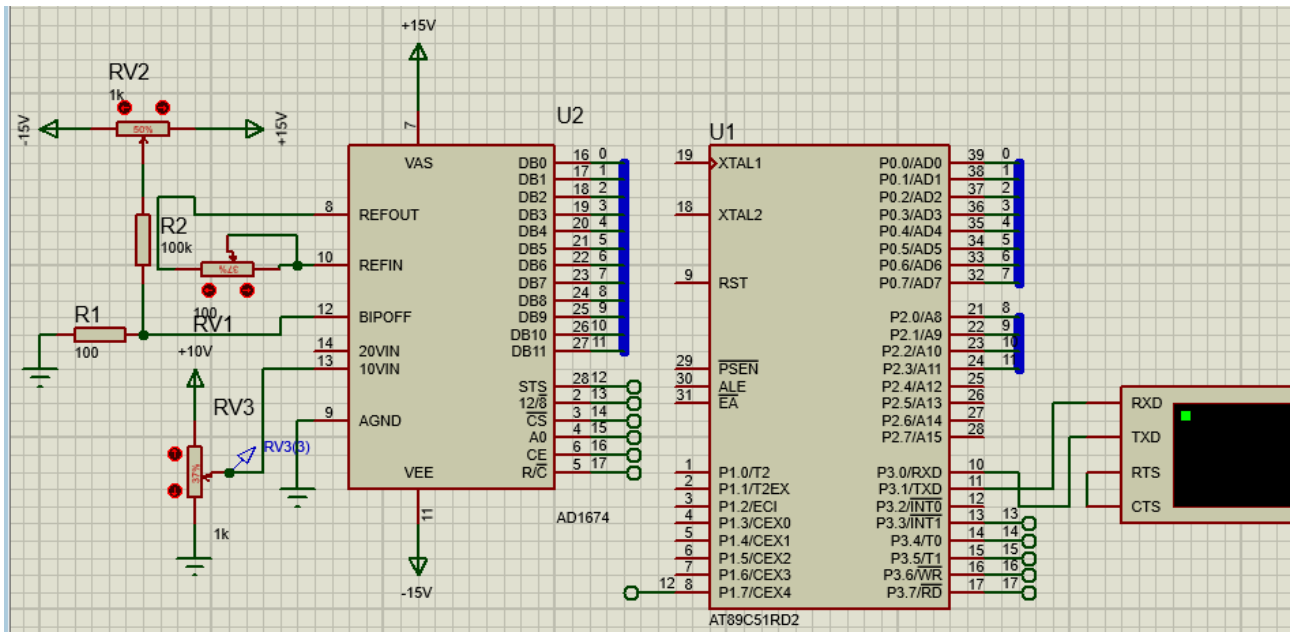 +15V
RV2
1k
-15V
50%
+15V
7
U2
U1
VAS
R2
100k
37%
100
RV1
R1
100
+10V
RV3
37%
RV3(3)
1k
8 REFOUT
10 REFIN
12 BIPOFF
14 20VIN
13 10VIN
9 AGND
VEE
11
-15V
DB0 16 0
DB1 17 1
DB2 18 2
DB3 19 3
DB4 20 4
DB5 21 5
DB6 22 6
DB7 23 7
DB8 24 8
DB9 25 9
DB10 26 10
DB11 27 11
STS 28 12
12/8 2 13
CS 3 14
A0 4 15
CE 6 16
R/C 5 17
AD1674
19 XTAL1
18 XTAL2
9 RST
29 PSEN
30 ALE
31 EA
1 P1.0/T2
2 P1.1/T2EX
3 P1.2/ECI
4 P1.3/CEX0
5 P1.4/CEX1
6 P1.5/CEX2
7 P1.6/CEX3
12 8 P1.7/CEX4
P0.0/AD0 39 0
P0.1/AD1 38 1
P0.2/AD2 37 2
P0.3/AD3 36 3
P0.4/AD4 35 4
P0.5/AD5 34 5
P0.6/AD6 33 6
P0.7/AD7 32 7
P2.0/A8 21 8
P2.1/A9 22 9
P2.2/A10 23 10
P2.3/A11 24 11
P2.4/A12 25
P2.5/A13 26
P2.6/A14 27
P2.7/A15 28
P3.0/RXD 10
P3.1/TXD 11
P3.2/INT0 12
P3.3/INT1 13 13
P3.4/T0 14 14
P3.5/T1 15 15
P3.6/WR 16 16
P3.7/RD 17 17
AT89C51RD2
RXD
TXD
RTS
CTS